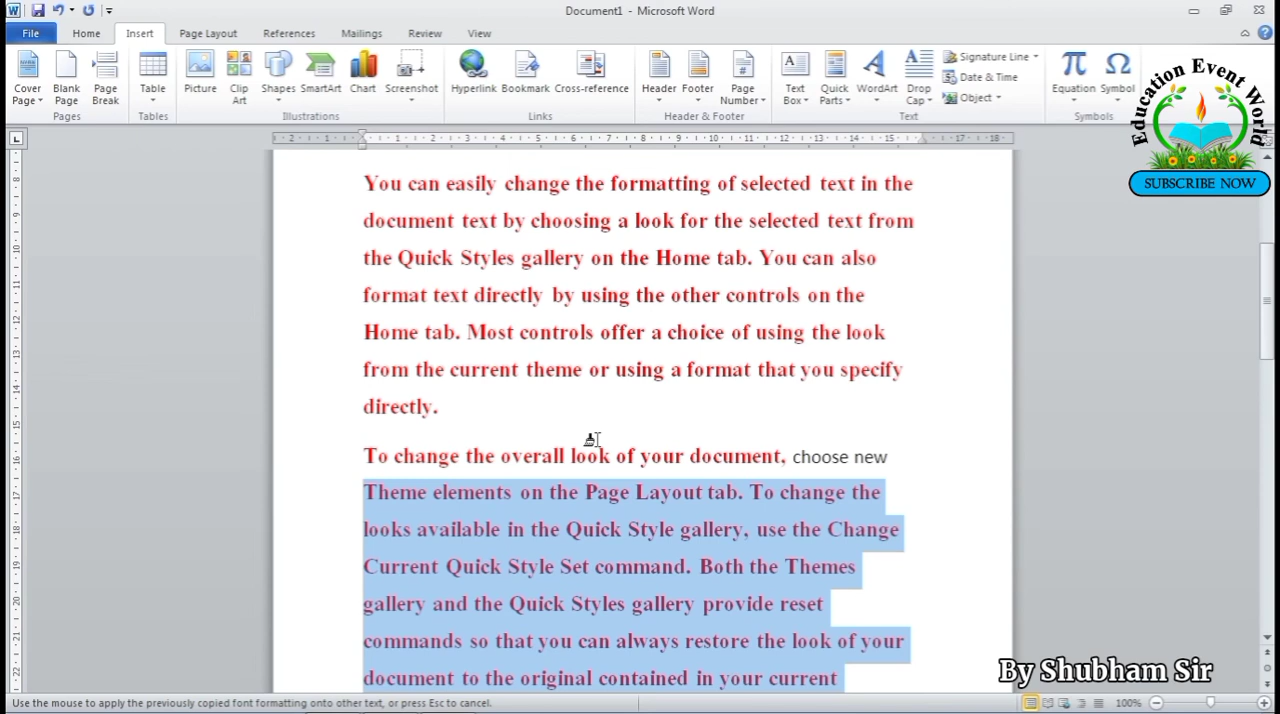 Document1 - Microsoft Word
File Home Insert Page Layout References Mailings Review View
Cover Page Blank Page Page Break Table Picture Clip Art Shapes SmartArt Chart Screenshot Hyperlink Bookmark Cross-reference Header Footer Page Number Text Box Quick Parts WordArt Drop Cap Signature Line Date & Time Object Equation Symbol
Pages Tables Illustrations Links Header & Footer Text Symbols
Education Event World
SUBSCRIBE NOW
You can easily change the formatting of selected text in the
document text by choosing a look for the selected text from
the Quick Styles gallery on the Home tab. You can also
format text directly by using the other controls on the
Home tab. Most controls offer a choice of using the look
from the current theme or using a format that you specify
directly.
To change the overall look of your document, choose new
Theme elements on the Page Layout tab. To change the
looks available in the Quick Style gallery, use the Change
Current Quick Style Set command. Both the Themes
gallery and the Quick Styles gallery provide reset
commands so that you can always restore the look of your
document to the original contained in your current
By Shubham Sir
Use the mouse to apply the previously copied font formatting onto other text, or press Esc to cancel.
100%